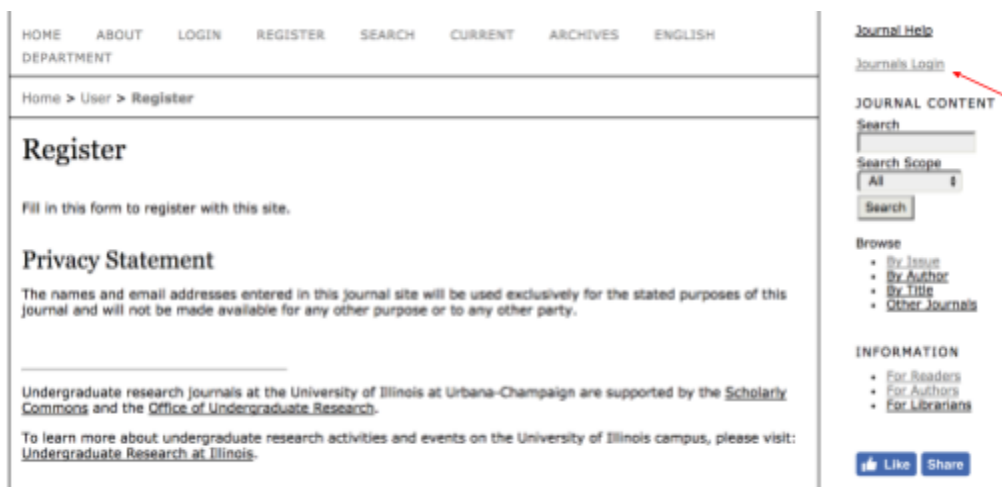 HOME ABOUT LOGIN REGISTER SEARCH CURRENT ARCHIVES ENGLISH
DEPARTMENT
Home > User > Register
Register
Fill in this form to register with this site.
Privacy Statement
The names and email addresses entered in this journal site will be used exclusively for the stated purposes of this
journal and will not be made available for any other purpose or to any other party.
Undergraduate research journals at the University of Illinois at Urbana-Champaign are supported by the Scholarly
Commons and the Office of Undergraduate Research.
To learn more about undergraduate research activities and events on the University of Illinois campus, please visit:
Undergraduate Research at Illinois.
Journal Help
Journals Login
JOURNAL CONTENT
Search
Search Scope
All
Search
Browse
By Issue
By Author
By Title
Other Journals
INFORMATION
For Readers
For Authors
For Librarians
Like Share